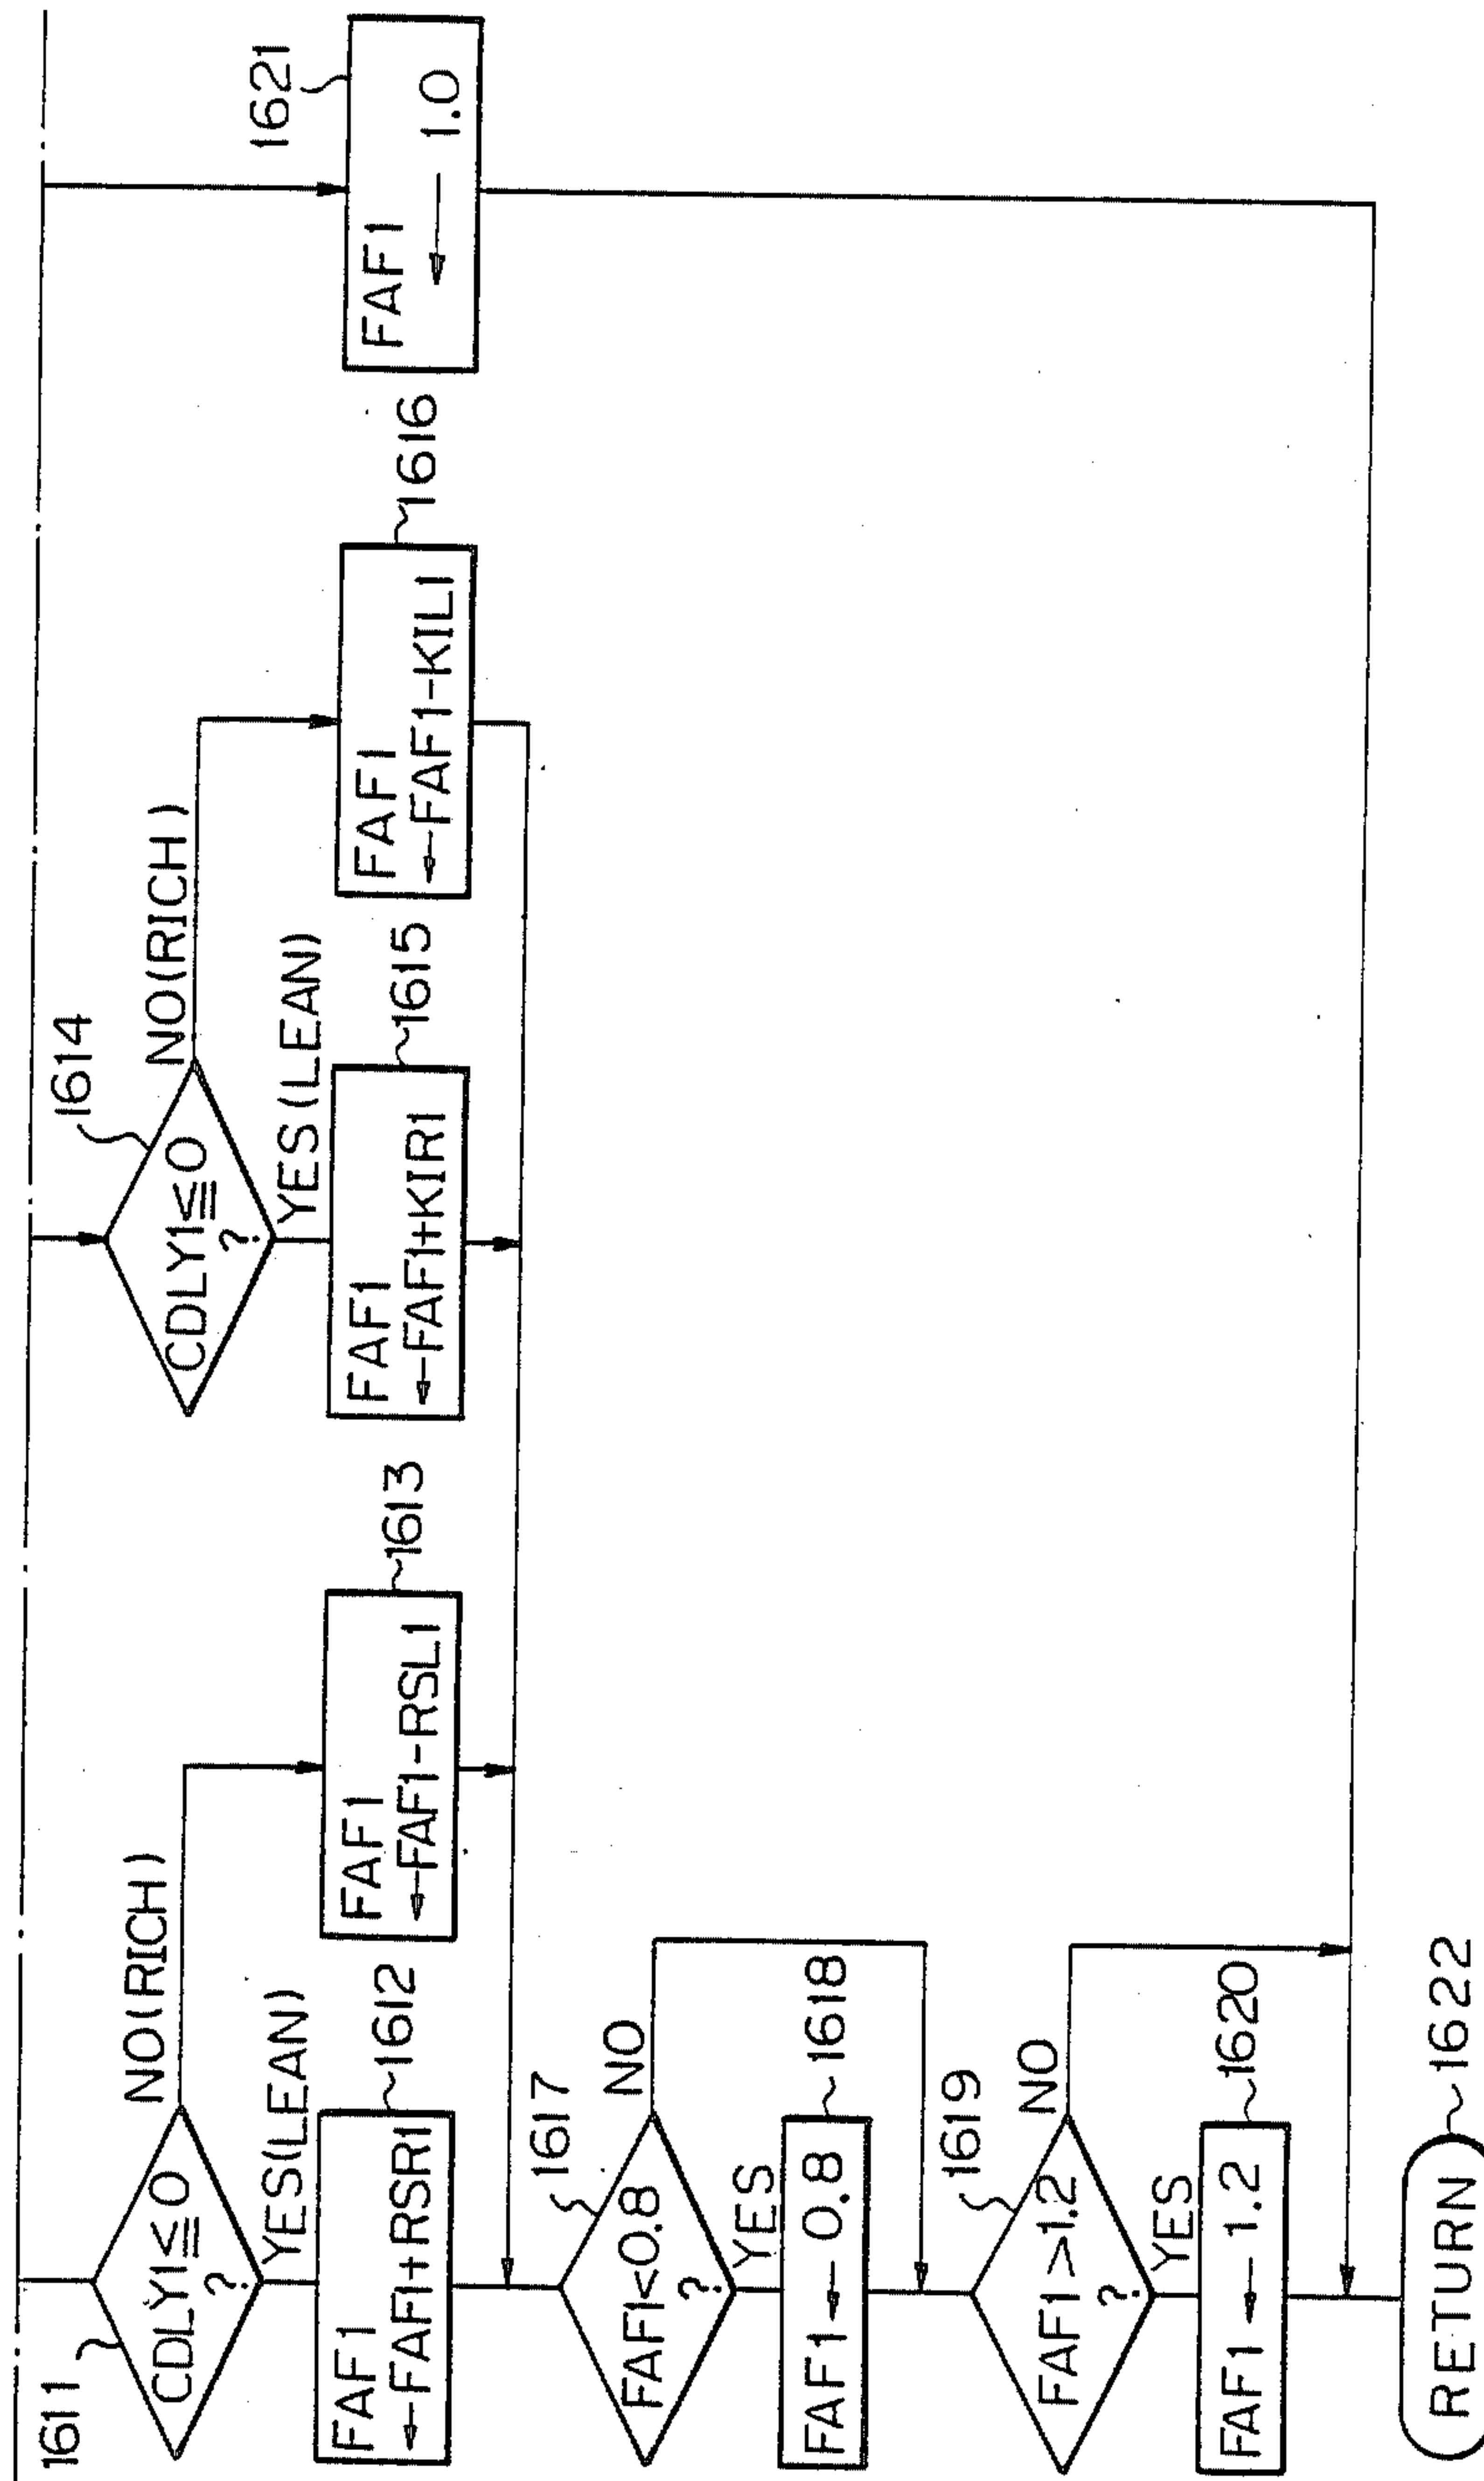 1611
CDLY1≦0
?
NO(RICH)
YES(LEAN)
FAF1
←FAF1+RSR1
1612
FAF1
←FAF1-RSL1
1613
1614
CDLY1≦0
?
NO(RICH)
YES(LEAN)
FAF1
←FAF1+KIR1
1615
FAF1
←FAF1-KIL1
1616
1621
FAF1
← 1.0
1617
FAF1<0.8
?
NO
YES
FAF1←0.8
1618
1619
FAF1>1.2
?
NO
YES
FAF1←1.2
1620
RETURN
1622